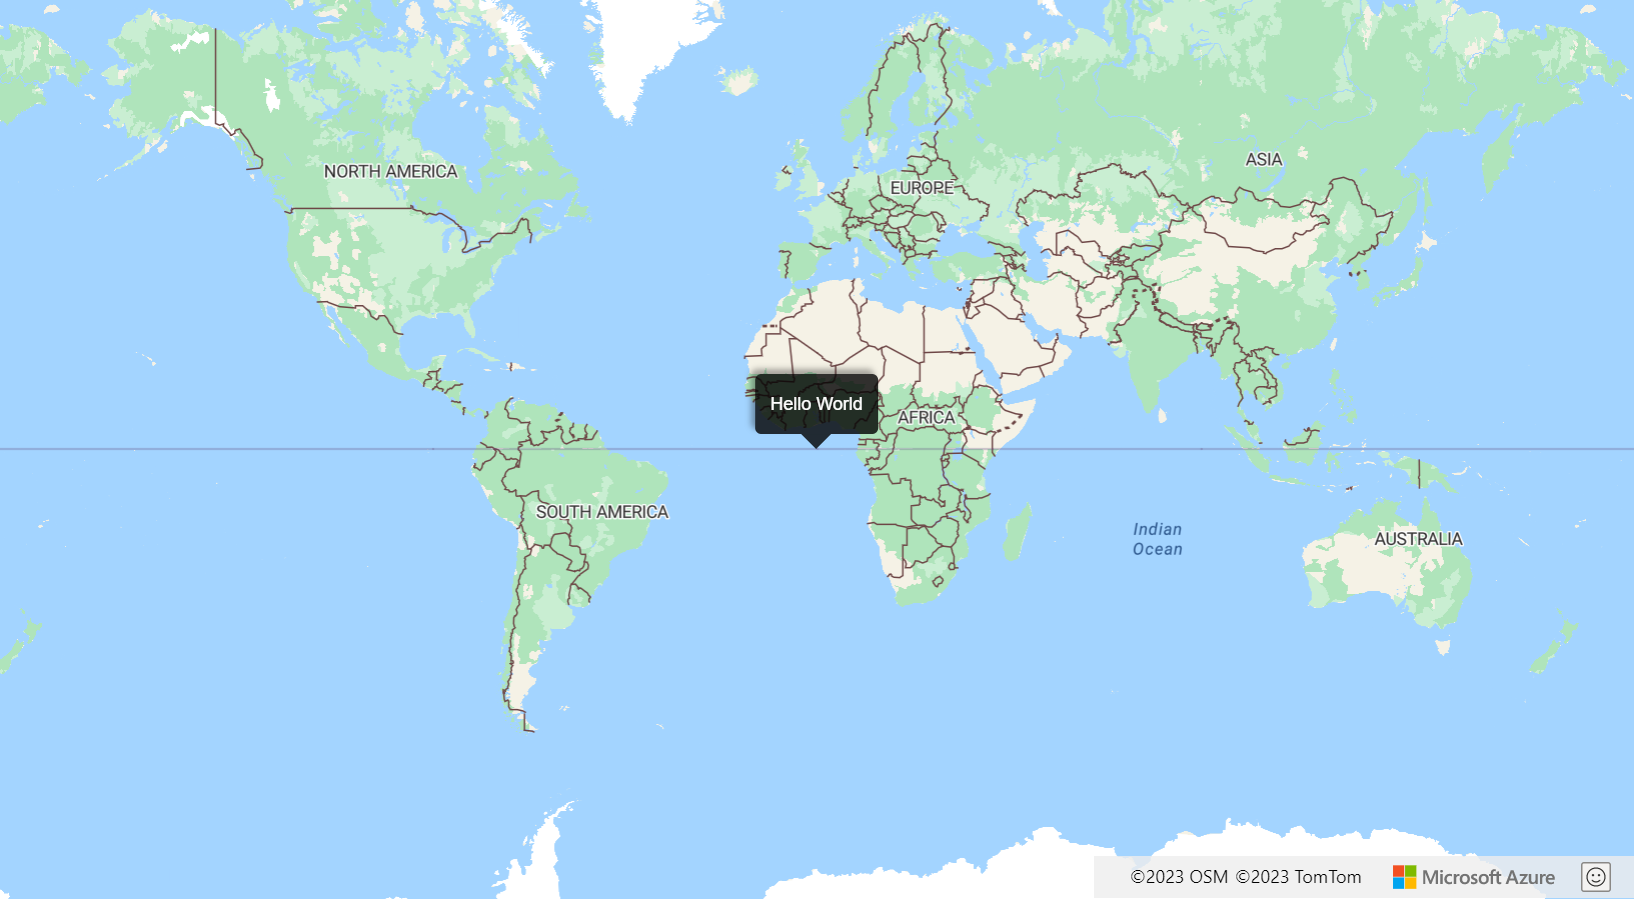 NORTH AMERICA
EUROPE
ASIA
Hello World
AFRICA
SOUTH AMERICA
Indian
Ocean
AUSTRALIA
©2023 OSM ©2023 TomTom
Microsoft Azure